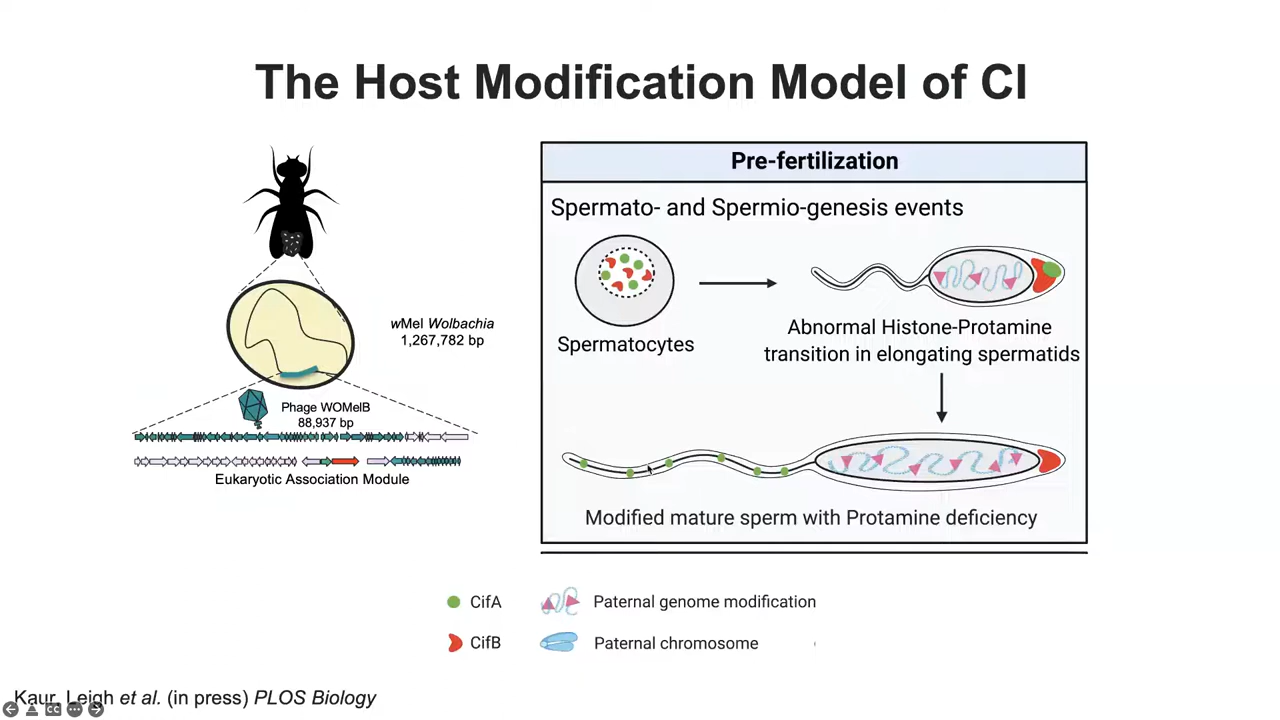 The Host Modification Model of CI
wMel Wolbachia
1,267,782 bp
Phage WOMelB
88,937 bp
Eukaryotic Association Module
Pre-fertilization
Spermato- and Spermio-genesis events
Spermatocytes
Abnormal Histone-Protamine
transition in elongating spermatids
Modified mature sperm with Protamine deficiency
CifA
Paternal genome modification
CifB
Paternal chromosome
Kaur, Leigh et al. (in press) PLOS Biology
CC